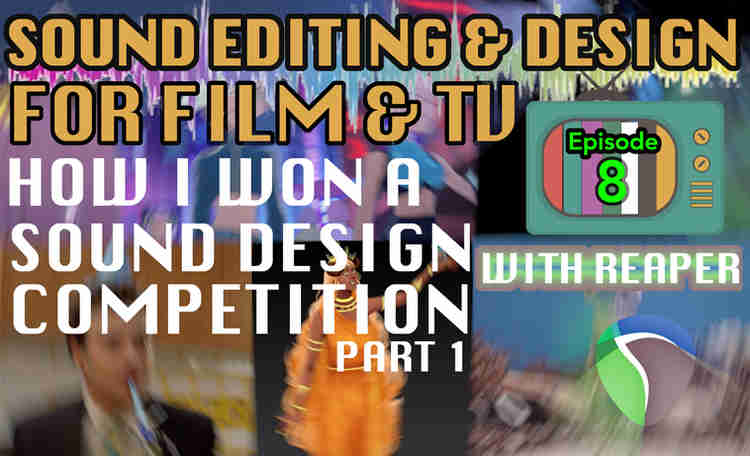 SOUND EDITING & DESIGN
FOR FILM & TV
Episode
8
HOW I WON A
SOUND DESIGN
COMPETITION
PART 1
WITH REAPER